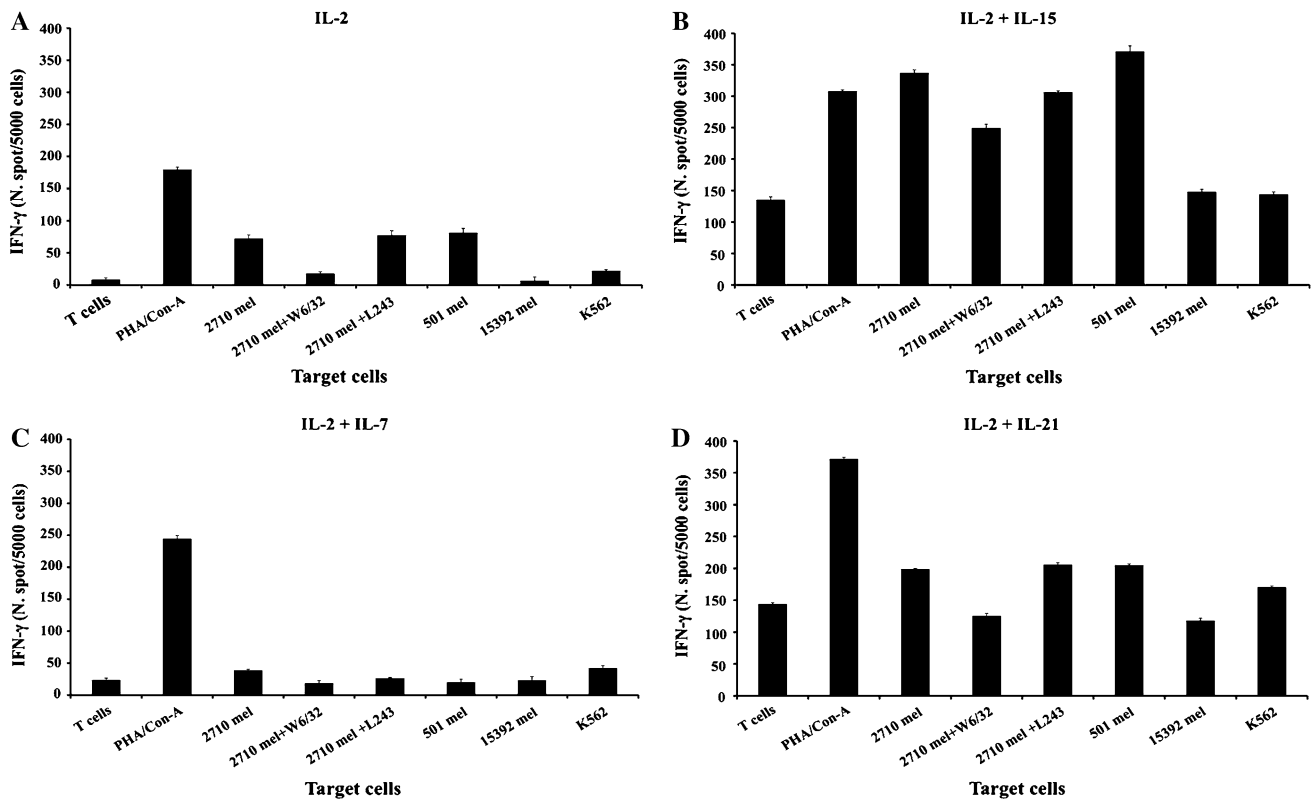 A
IL-2
IFN-γ (N. spot/5000 cells)
400
350
300
250
200
150
100
50
0
T cells
PHA/Con-A
2710 mel
2710 mel+W6/32
2710 mel +L243
501 mel
15392 mel
K562
Target cells
B
IL-2 + IL-15
IFN-γ (N. spot/5000 cells)
400
350
300
250
200
150
100
50
0
T cells
PHA/Con-A
2710 mel
2710 mel+W6/32
2710 mel +L243
501 mel
15392 mel
K562
Target cells
C
IL-2 + IL-7
IFN-γ (N. spot/5000 cells)
400
350
300
250
200
150
100
50
0
T cells
PHA/Con-A
2710 mel
2710 mel+W6/32
2710 mel +L243
501 mel
15392 mel
K562
Target cells
D
IL-2 + IL-21
IFN-γ (N. spot/5000 cells)
400
350
300
250
200
150
100
50
0
T cells
PHA/Con-A
2710 mel
2710 mel+W6/32
2710 mel +L243
501 mel
15392 mel
K562
Target cells